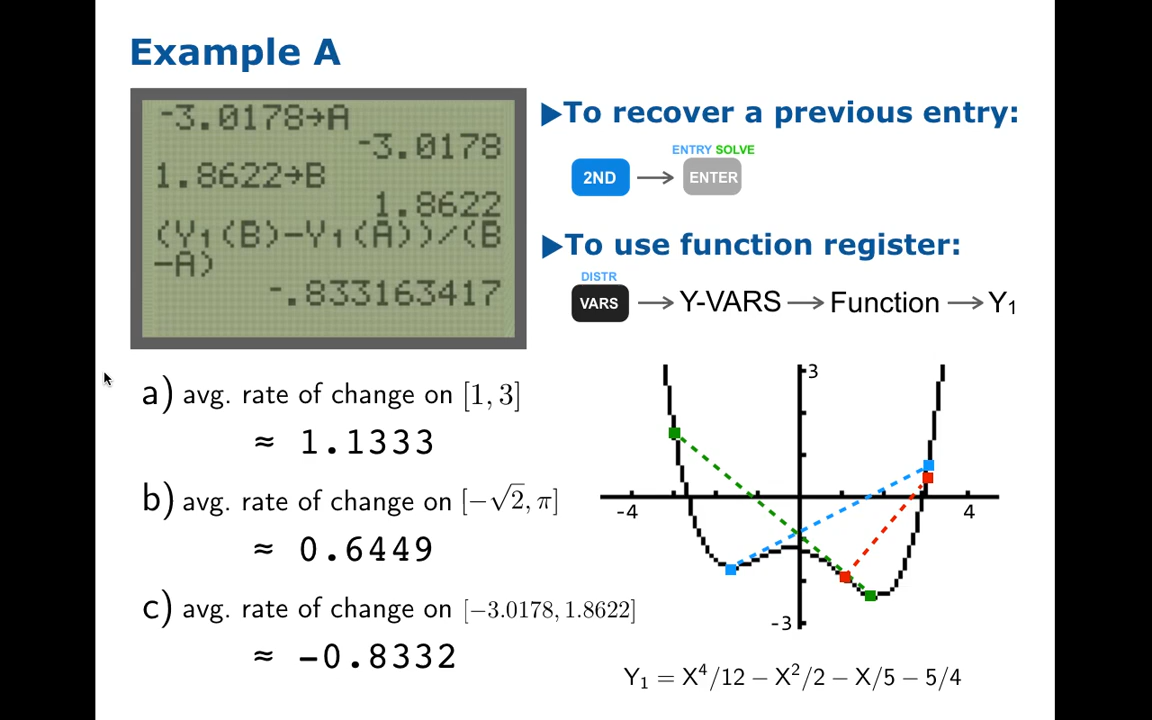 Example A
-3.0178→A
-3.0178
1.8622→B
1.8622
(Y₁(B)-Y₁(A))/(B
-A)
-.833163417
▶To recover a previous entry:
ENTRY SOLVE
2ND → ENTER
▶To use function register:
DISTR
VARS → Y-VARS → Function → Y₁
a) avg. rate of change on [1, 3]
≈ 1.1333
b) avg. rate of change on [−√2, π]
≈ 0.6449
c) avg. rate of change on [−3.0178, 1.8622]
≈ -0.8332
3
-4
4
-3
Y₁ = X⁴/12 − X²/2 − X/5 − 5/4